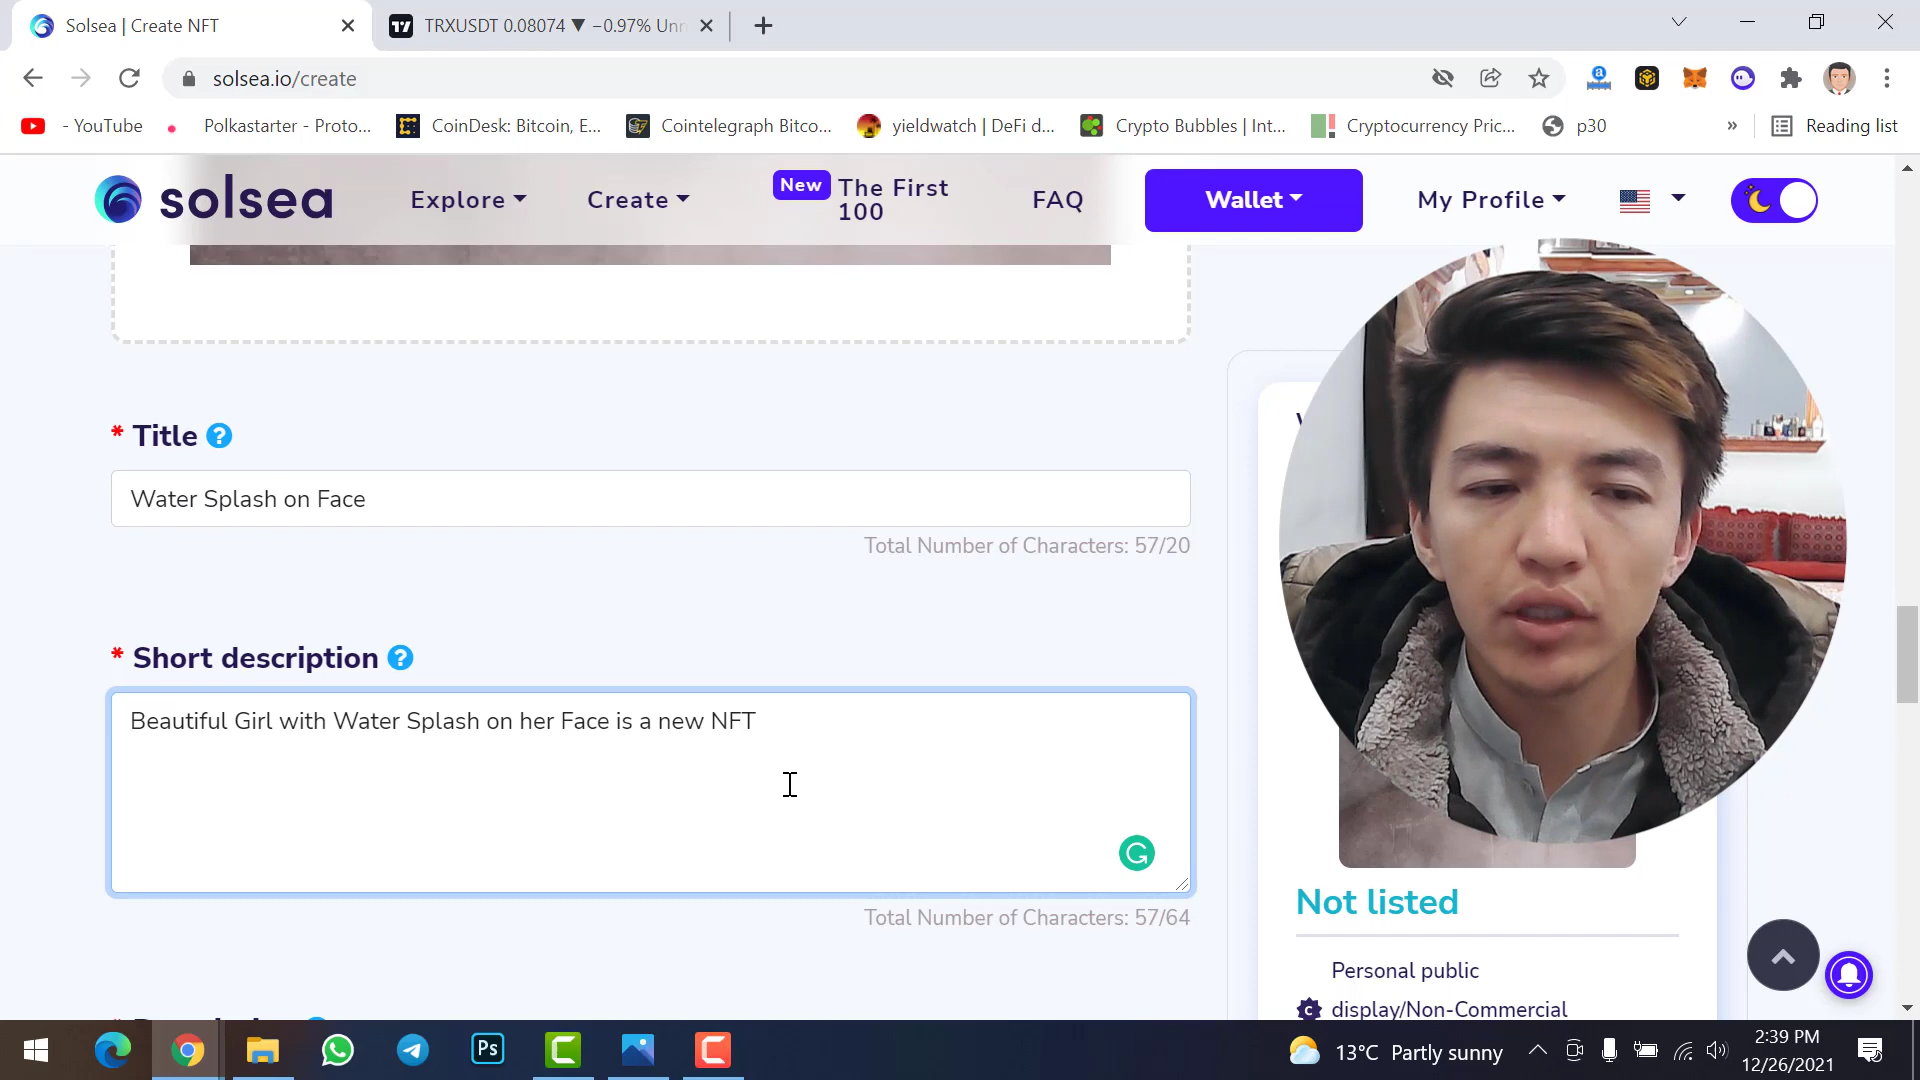 Solsea | Create NFT
TRXUSDT 0.08074 ▼ −0.97% Unn
solsea.io/create
- YouTube
Polkastarter - Proto...
CoinDesk: Bitcoin, E...
Cointelegraph Bitco...
yieldwatch | DeFi d...
Crypto Bubbles | Int...
Cryptocurrency Pric...
p30
»
Reading list
solsea
Explore
Create
New
The First
100
FAQ
Wallet
My Profile
* Title ?
Water Splash on Face
Total Number of Characters: 57/20
* Short description ?
Beautiful Girl with Water Splash on her Face is a new NFT
Total Number of Characters: 57/64
Not listed
Personal public
display/Non-Commercial
Ps
13°C Partly sunny
2:39 PM
12/26/2021